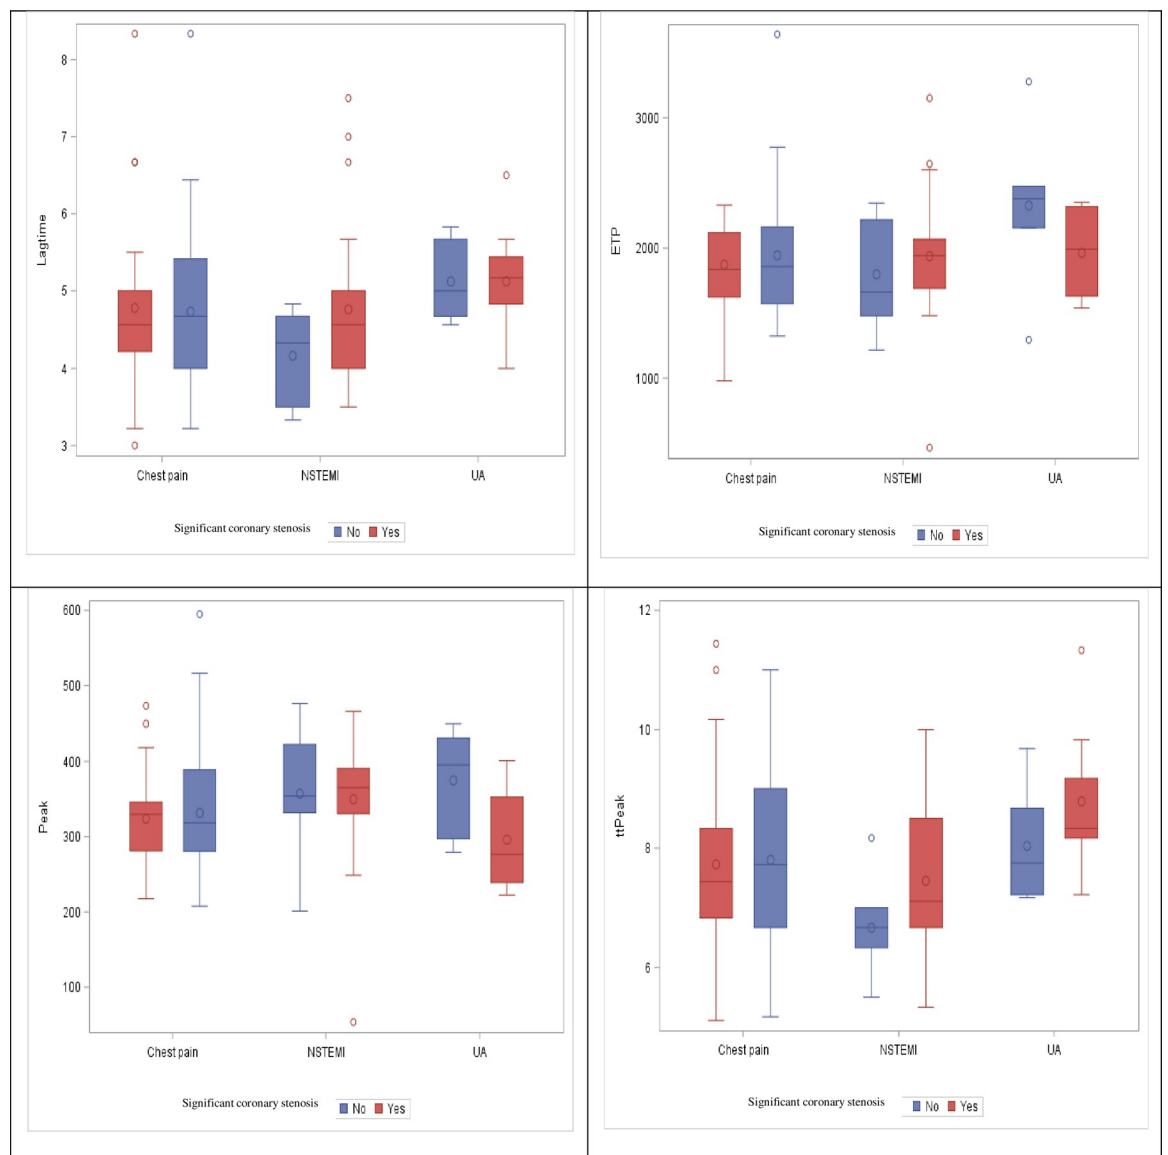 8
7
6
5
4
3
Lagtime
Chest pain NSTEMI UA
Significant coronary stenosis No Yes
3000
2000
1000
ETP
Chest pain NSTEMI UA
Significant coronary stenosis No Yes
600
500
400
300
200
100
Peak
Chest pain NSTEMI UA
Significant coronary stenosis No Yes
12
10
8
6
ttPeak
Chest pain NSTEMI UA
Significant coronary stenosis No Yes